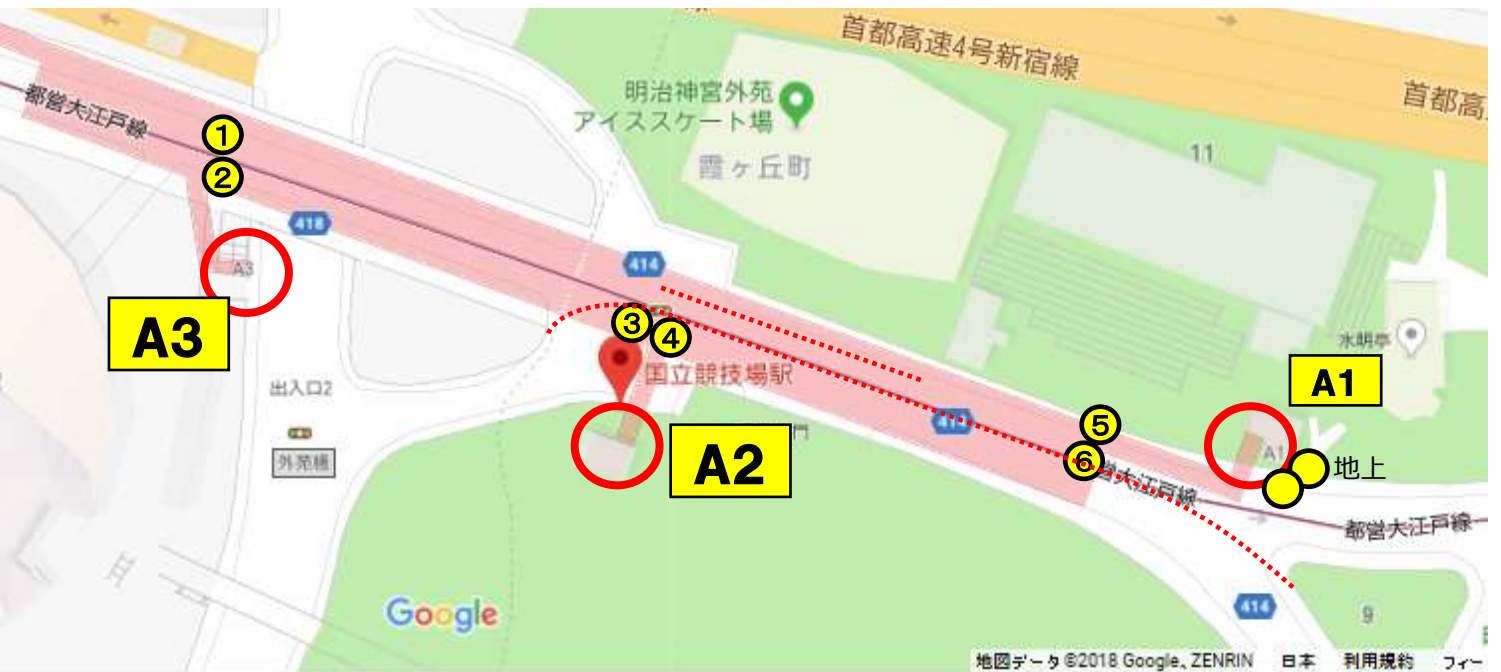 首都高速4号新宿線
首都高
明治神宮外苑
アイススケート場
霞ヶ丘町
11
都営大江戸線
①
②
418
A3
A3
414
③
④
国立競技場駅
出入口2
外苑橋
A2
門
水明亭
A1
A1
地上
⑤
⑥
414
営大江戸線
都営大江戸線
414
9
Google
地図データ ©2018 Google、ZENRIN 日本 利用規約 フィー